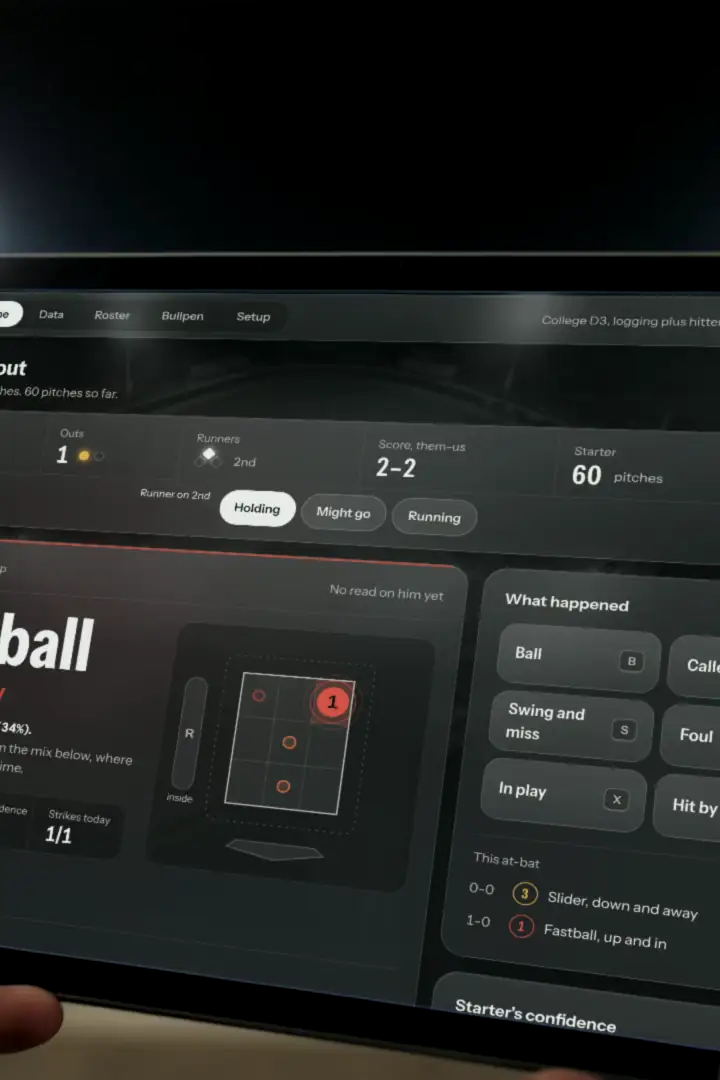 Data
Roster
Bullpen
Setup
College D3, logging plus hitter
out
hes. 60 pitches so far.
Outs
1
Runners
2nd
Score, them–us
2–2
Starter
60 pitches
Runner on 2nd
Holding
Might go
Running
p
No read on him yet
ball
y
(34%).
n the mix below, where
ime.
dence
Strikes today
1/1
R
inside
1
What happened
Ball
B
Calle
Swing and
miss
S
Foul
In play
X
Hit by
This at-bat
0-0
3
Slider, down and away
1-0
1
Fastball, up and in
Starter's confidence